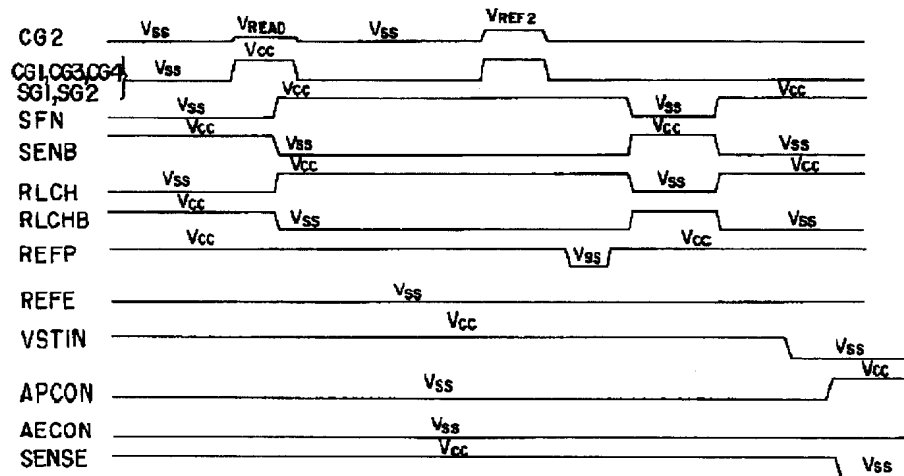 CG2 Vss VREAD Vss VREF2
CG1,CG3,CG4 Vss Vcc
SG1,SG2 Vcc Vcc
SFN Vss Vss
SENB Vcc Vss Vcc Vss
RLCH Vss Vcc Vss Vcc
RLCHB Vcc Vss Vss
REFP Vcc Vss Vcc
REFE Vss
VSTIN Vcc Vss
APCON Vss Vcc
AECON Vss
SENSE Vcc Vss